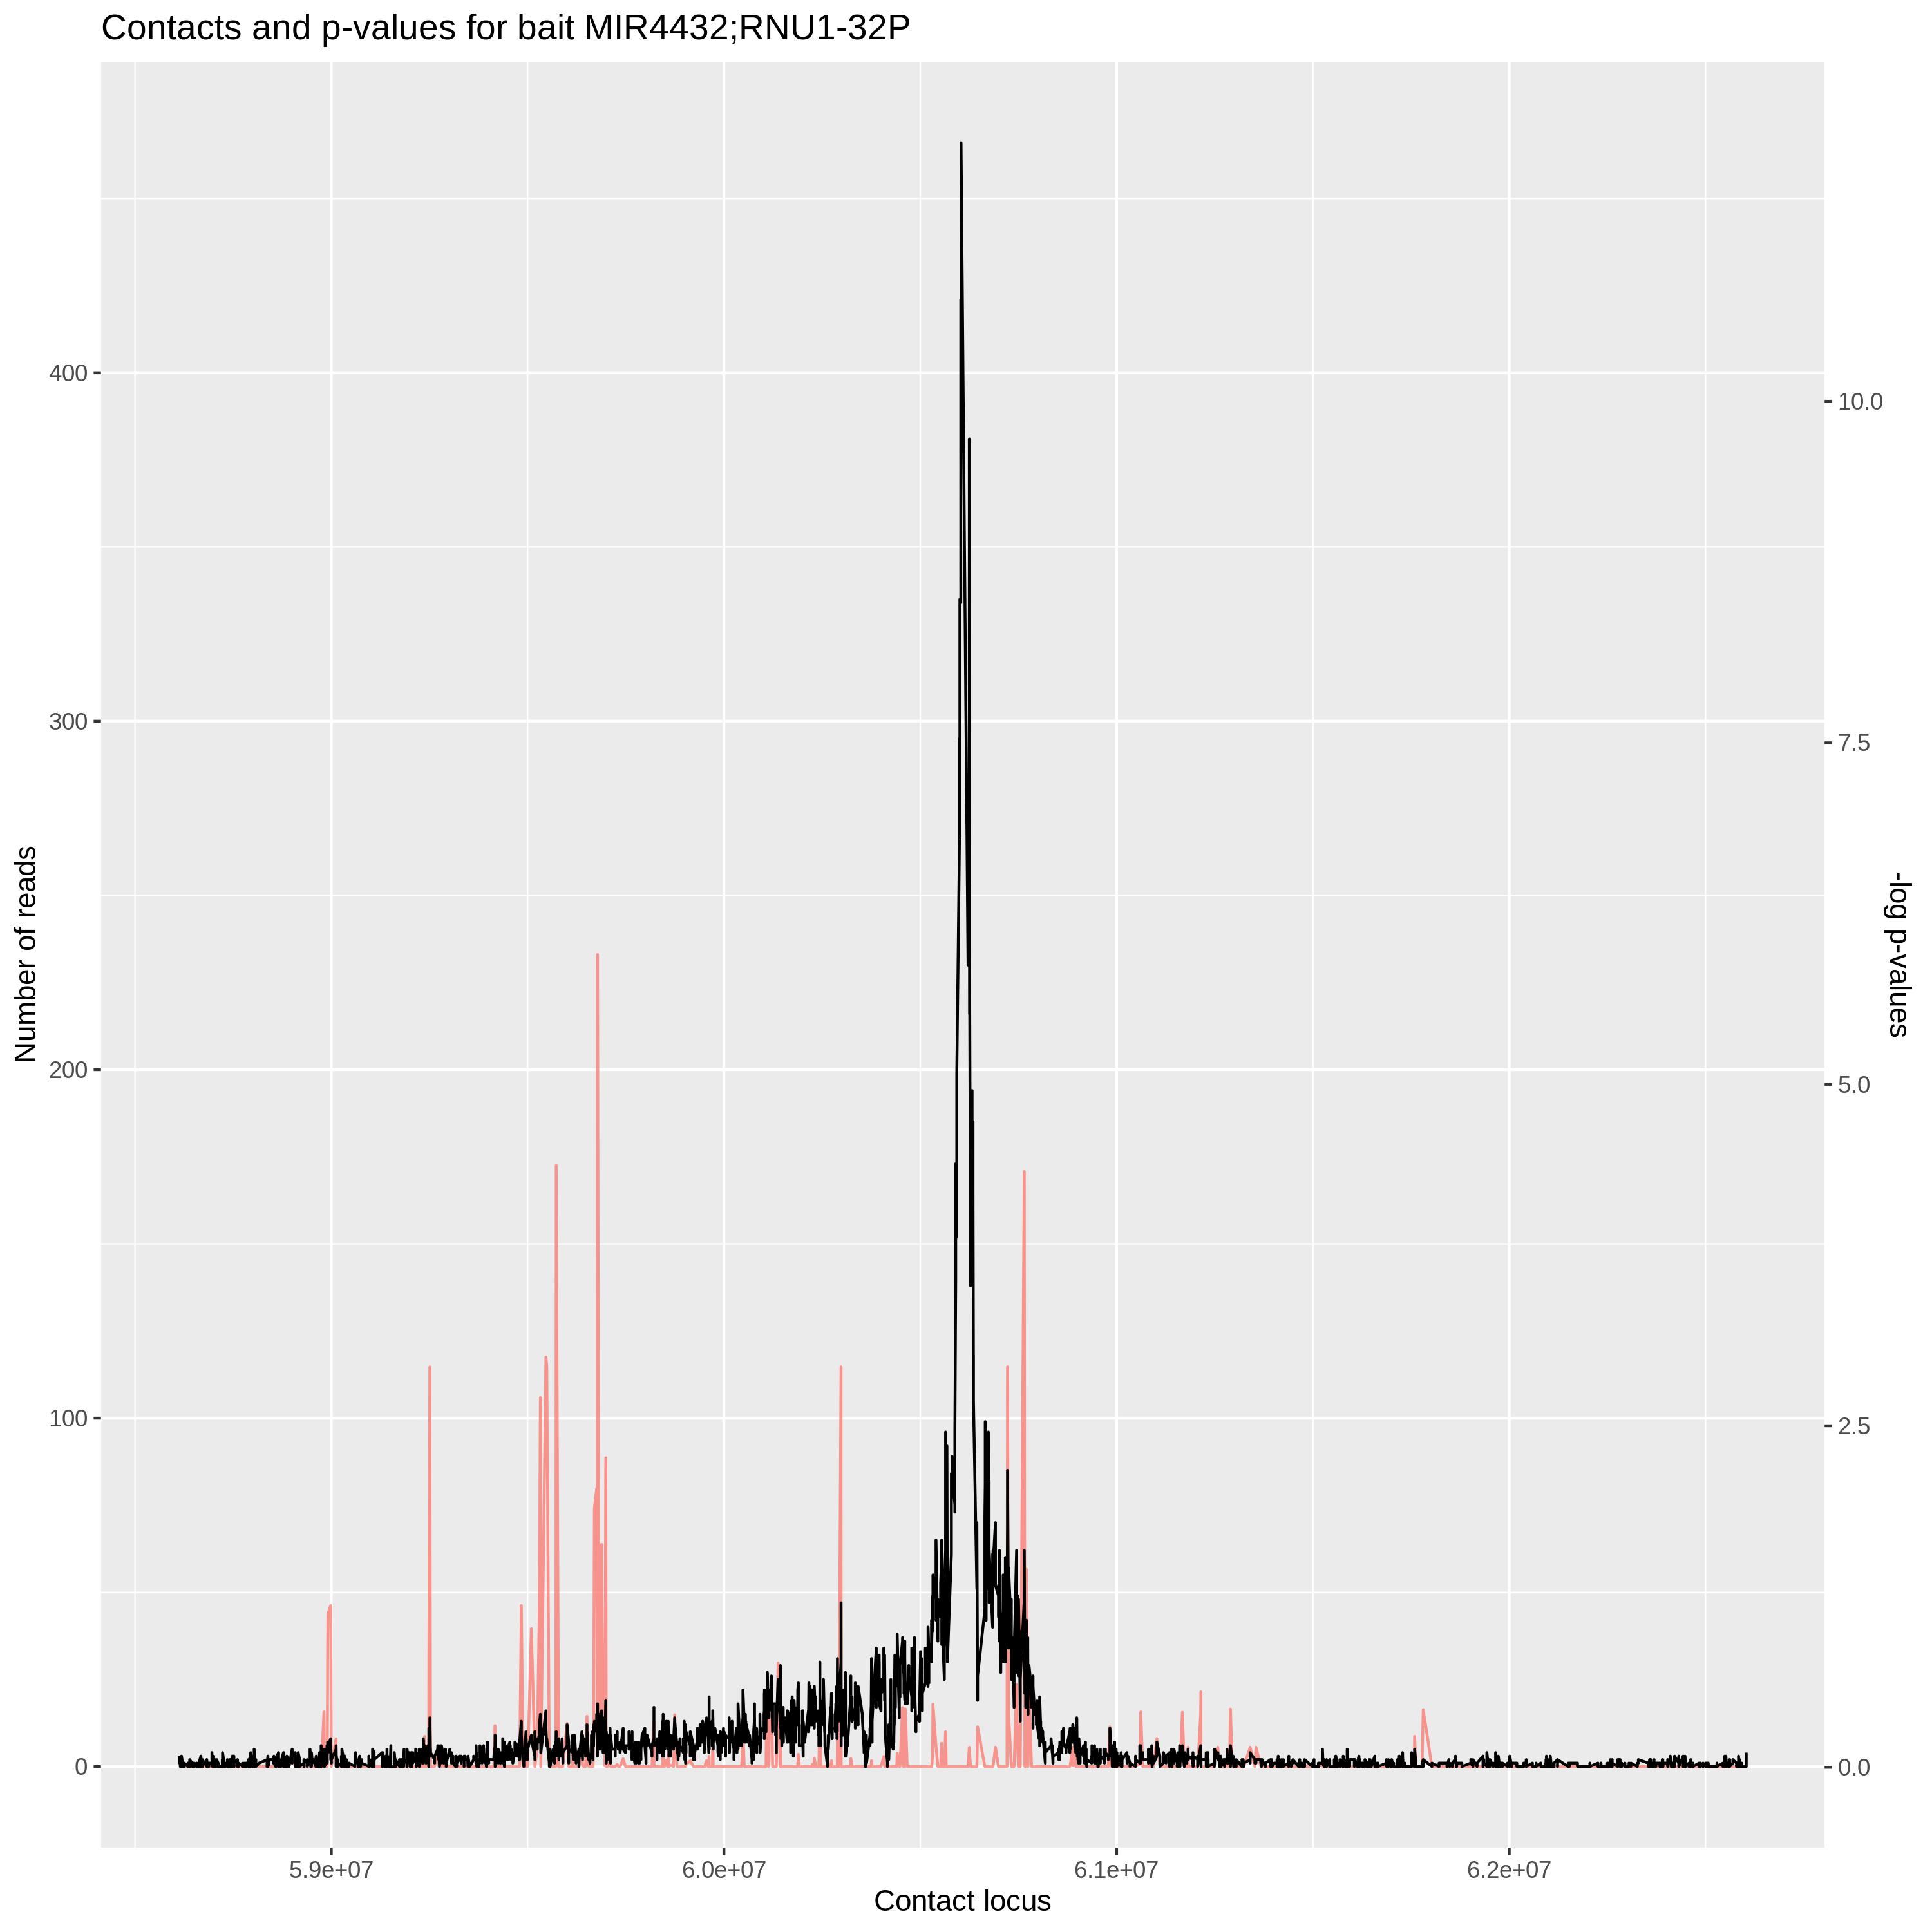 Contacts and p-values for bait MIR4432;RNU1-32P
400
300
200
100
0
Number of reads
10.0
7.5
5.0
2.5
0.0
-log p-values
5.9e+07
6.0e+07
6.1e+07
6.2e+07
Contact locus